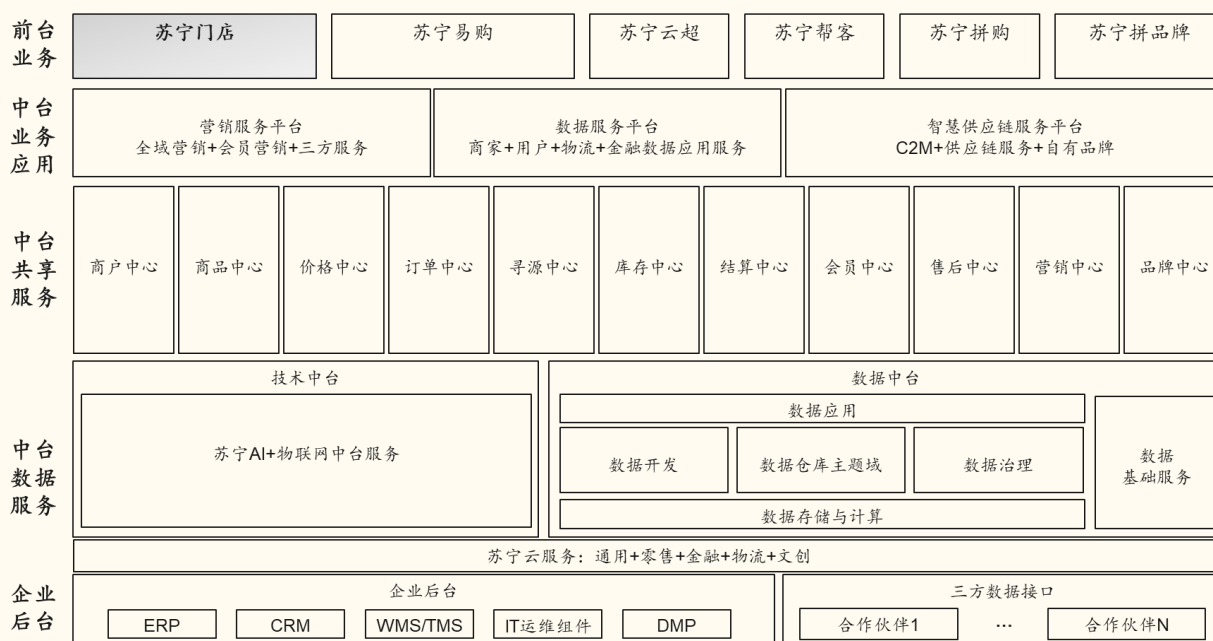 前台
业务
苏宁门店
苏宁易购
苏宁云超
苏宁帮客
苏宁拼购
苏宁拼品牌
中台
业务
应用
营销服务平台
全域营销+会员营销+三方服务
数据服务平台
商家+用户+物流+金融数据应用服务
智慧供应链服务平台
C2M+供应链服务+自有品牌
中台
共享
服务
商户中心
商品中心
价格中心
订单中心
寻源中心
库存中心
结算中心
会员中心
售后中心
营销中心
品牌中心
中台
数据
服务
技术中台
苏宁AI+物联网中台服务
数据中台
数据应用
数据开发
数据仓库主题域
数据治理
数据存储与计算
数据
基础服务
苏宁云服务：通用+零售+金融+物流+文创
企业
后台
企业后台
ERP
CRM
WMS/TMS
IT运维组件
DMP
三方数据接口
合作伙伴1
...
合作伙伴N